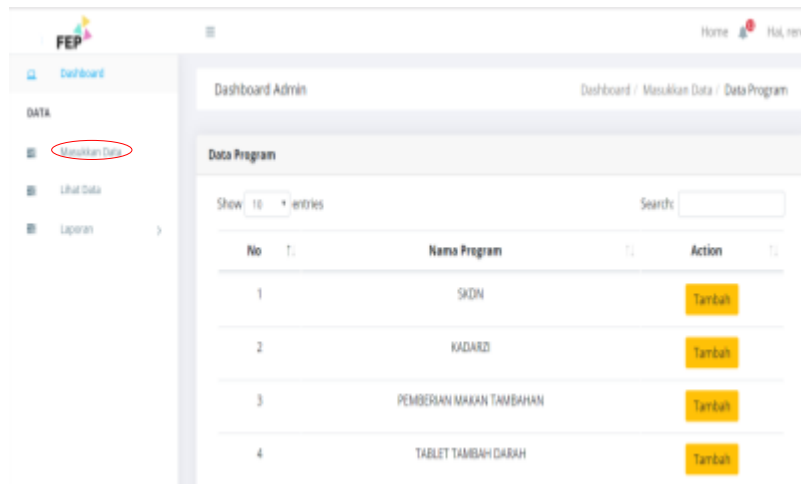 FEP
Home
Hai, ren
Dashboard
Dashboard Admin
Dashboard / Masukkan Data / Data Program
DATA
Masukkan Data
Data Program
Lihat Data
Show 10 entries
Search:
Laporan
No Nama Program Action
1 SKDN Tambah
2 KADARZI Tambah
3 PEMBERIAN MAKAN TAMBAHAN Tambah
4 TABLET TAMBAH DARAH Tambah